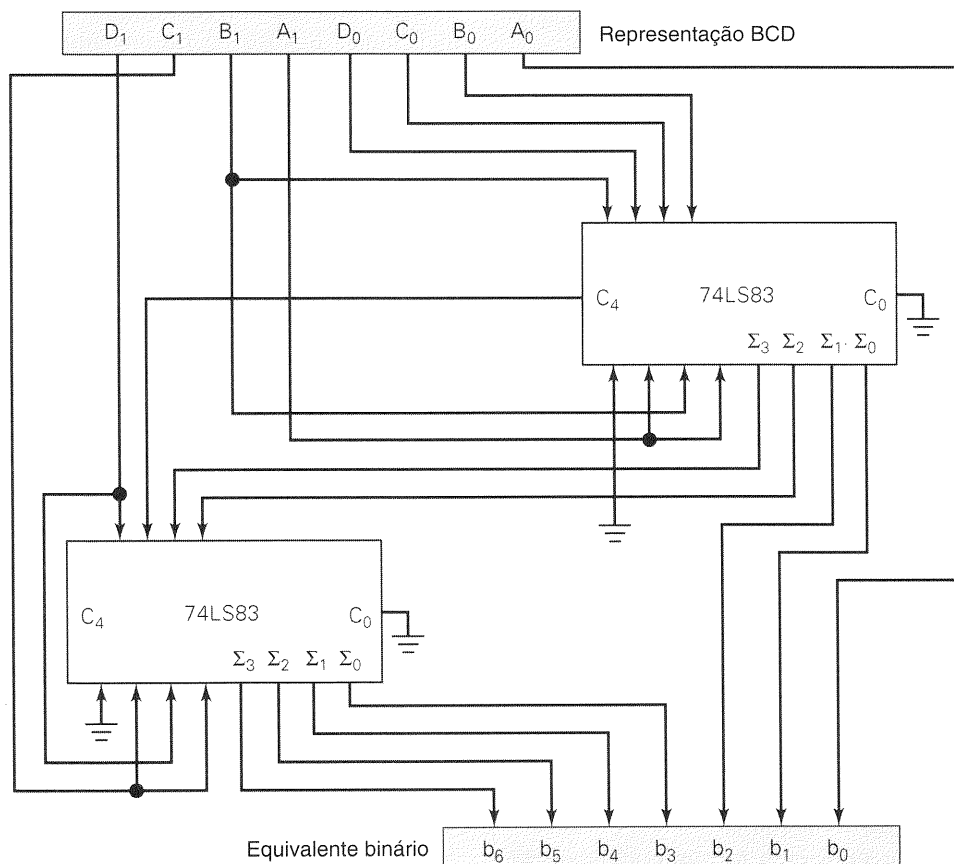 D₁ C₁ B₁ A₁ D₀ C₀ B₀ A₀ Representação BCD
C₄ 74LS83 C₀
Σ₃ Σ₂ Σ₁ Σ₀
C₄ 74LS83 C₀
Σ₃ Σ₂ Σ₁ Σ₀
Equivalente binário b₆ b₅ b₄ b₃ b₂ b₁ b₀